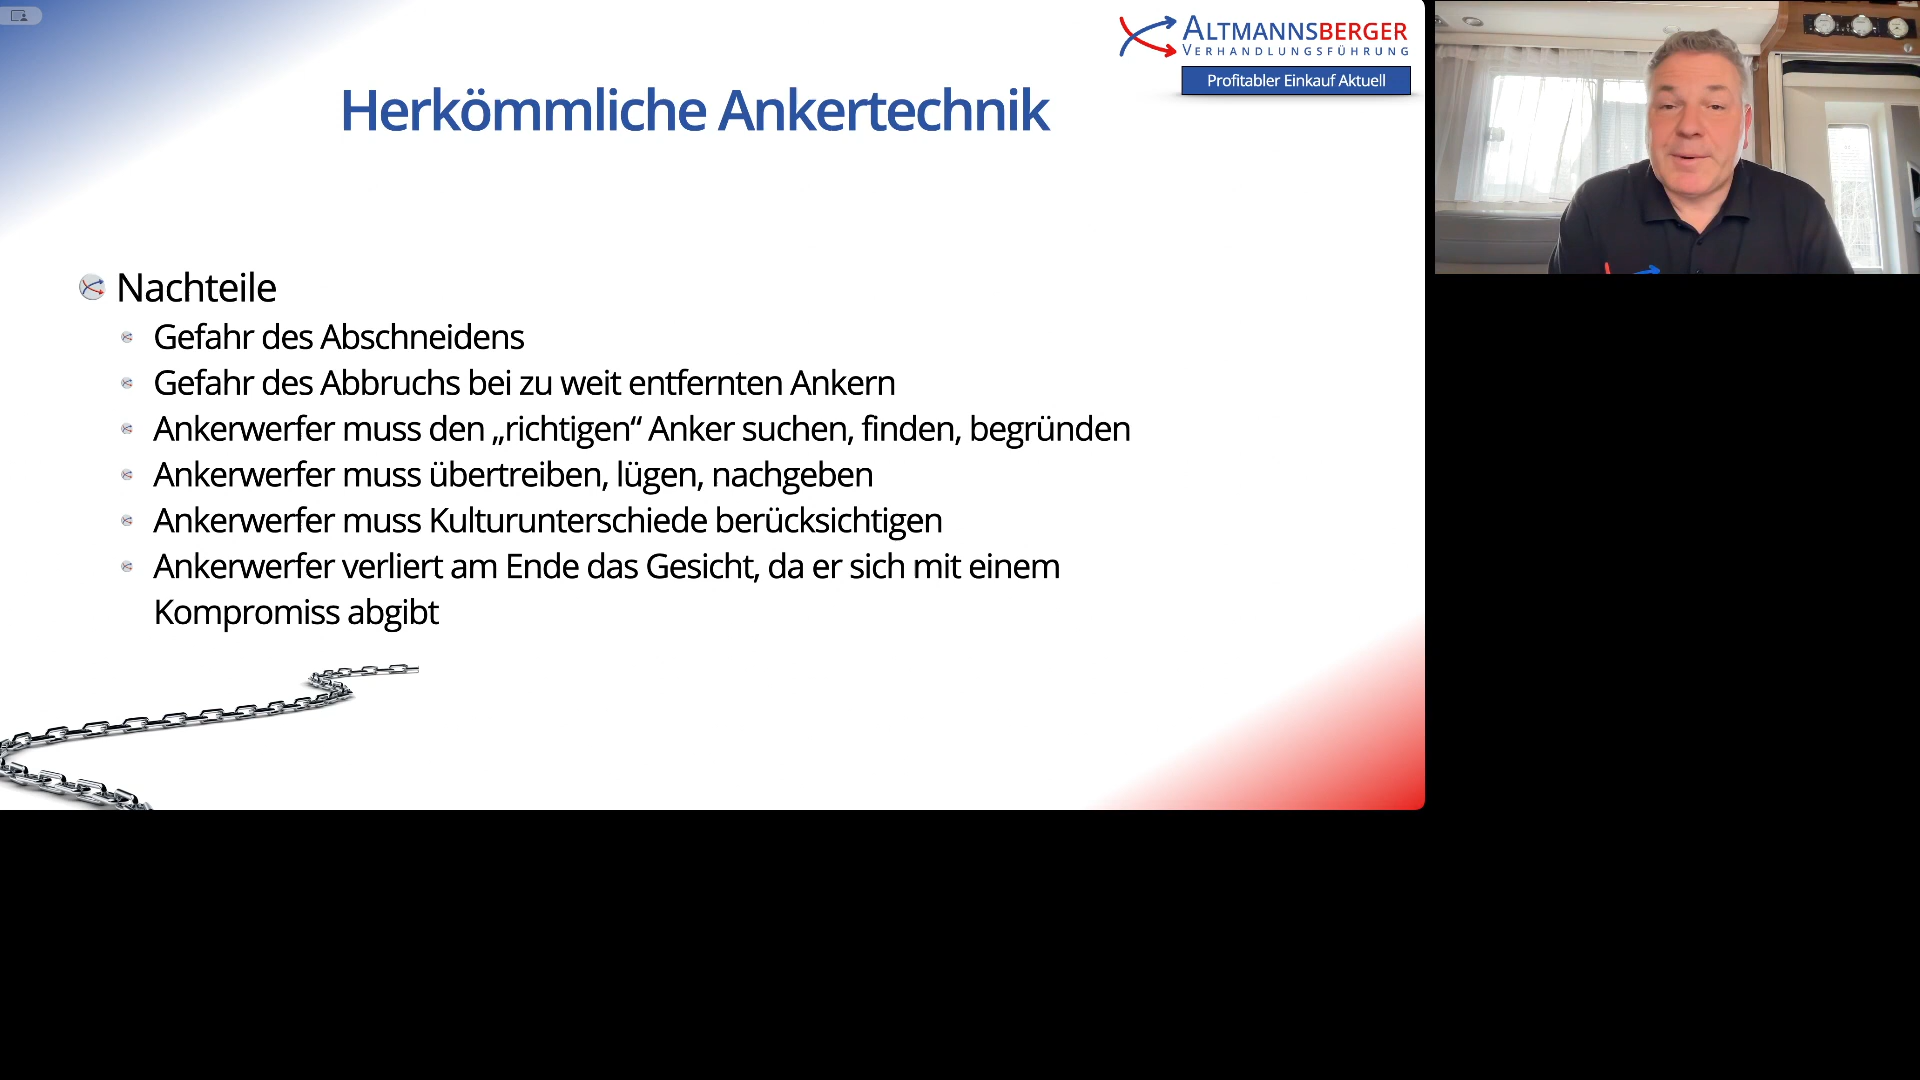 ALTMANNSBERGER
VERHANDLUNGSFÜHRUNG
Profitabler Einkauf Aktuell
Herkömmliche Ankertechnik
Nachteile
Gefahr des Abschneidens
Gefahr des Abbruchs bei zu weit entfernten Ankern
Ankerwerfer muss den „richtigen“ Anker suchen, finden, begründen
Ankerwerfer muss übertreiben, lügen, nachgeben
Ankerwerfer muss Kulturunterschiede berücksichtigen
Ankerwerfer verliert am Ende das Gesicht, da er sich mit einem
Kompromiss abgibt